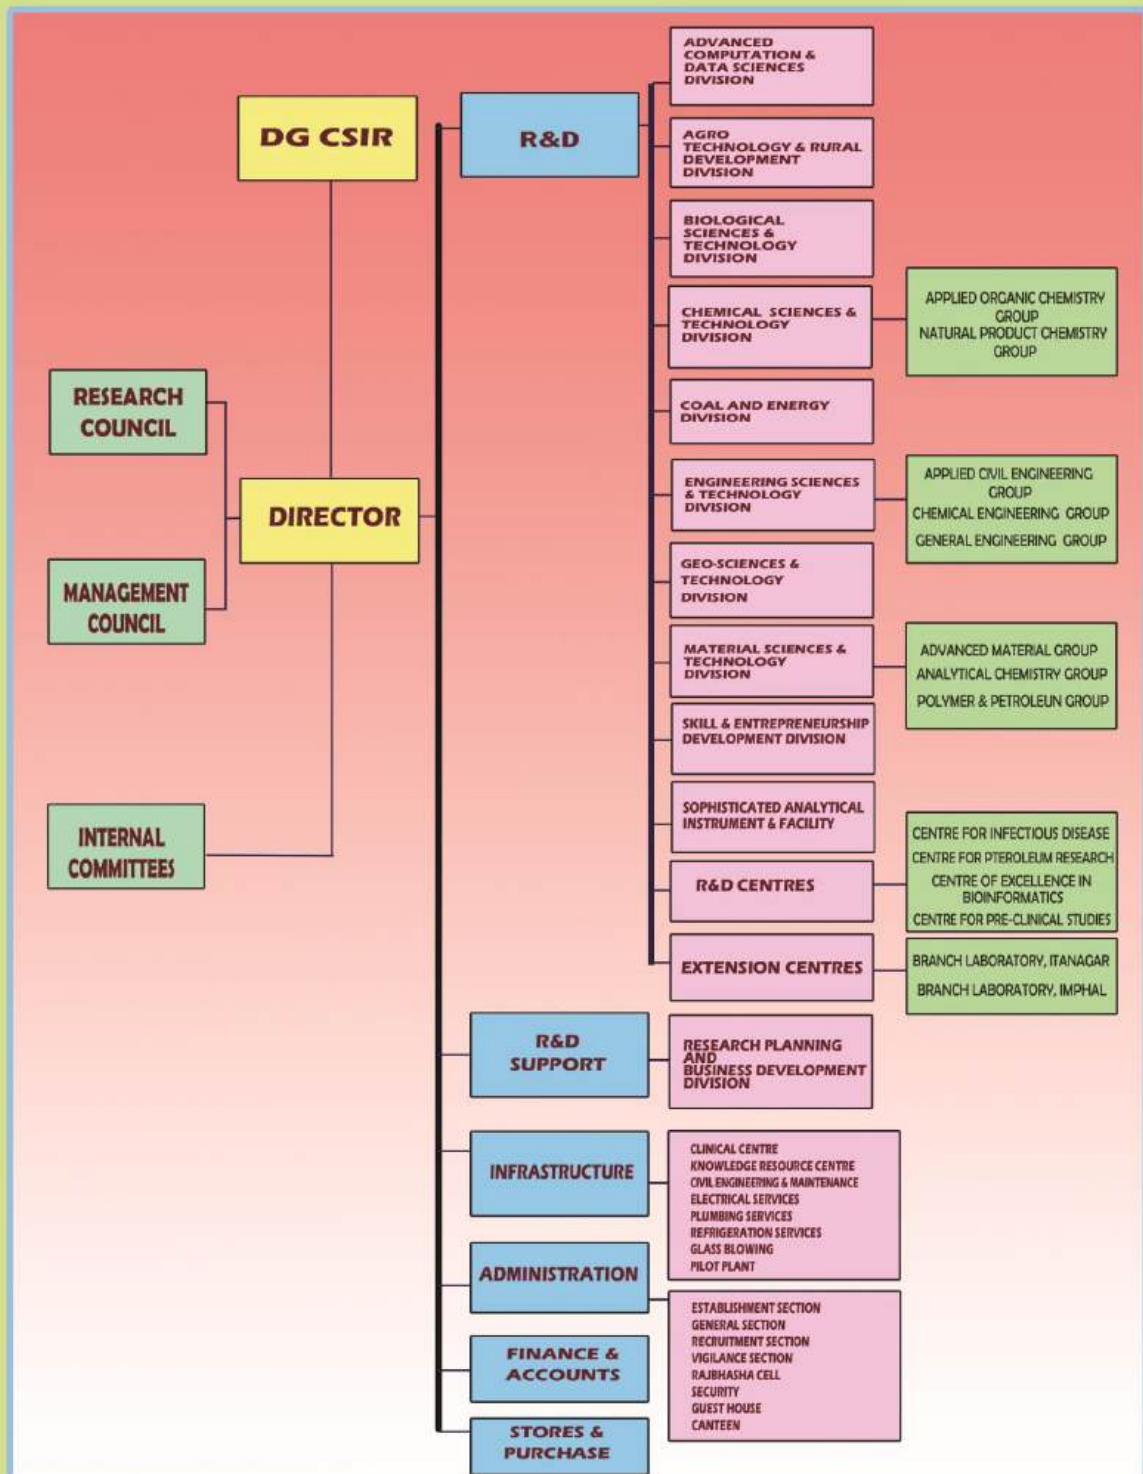 DG CSIR
RESEARCH
COUNCIL
DIRECTOR
MANAGEMENT
COUNCIL
INTERNAL
COMMITTEES
R&D
ADVANCED
COMPUTATION &
DATA SCIENCES
DIVISION
AGRO
TECHNOLOGY & RURAL
DEVELOPMENT
DIVISION
BIOLOGICAL
SCIENCES &
TECHNOLOGY
DIVISION
CHEMICAL SCIENCES &
TECHNOLOGY
DIVISION
APPLIED ORGANIC CHEMISTRY
GROUP
NATURAL PRODUCT CHEMISTRY
GROUP
COAL AND ENERGY
DIVISION
ENGINEERING SCIENCES
& TECHNOLOGY
DIVISION
APPLIED CIVIL ENGINEERING
GROUP
CHEMICAL ENGINEERING GROUP
GENERAL ENGINEERING GROUP
GEO-SCIENCES &
TECHNOLOGY
DIVISION
MATERIAL SCIENCES &
TECHNOLOGY
DIVISION
ADVANCED MATERIAL GROUP
ANALYTICAL CHEMISTRY GROUP
POLYMER & PETROLEUN GROUP
SKILL & ENTREPRENEURSHIP
DEVELOPMENT DIVISION
SOPHISTICATED ANALYTICAL
INSTRUMENT & FACILITY
R&D CENTRES
CENTRE FOR INFECTIOUS DISEASE
CENTRE FOR PTEROLEUM RESEARCH
CENTRE OF EXCELLENCE IN
BIOINFORMATICS
CENTRE FOR PRE-CLINICAL STUDIES
EXTENSION CENTRES
BRANCH LABORATORY, ITANAGAR
BRANCH LABORATORY, IMPHAL
R&D
SUPPORT
RESEARCH PLANNING
AND
BUSINESS DEVELOPMENT
DIVISION
INFRASTRUCTURE
CLINICAL CENTRE
KNOWLEDGE RESOURCE CENTRE
CIVIL ENGINEERING & MAINTENANCE
ELECTRICAL SERVICES
PLUMBING SERVICES
REFRIGERATION SERVICES
GLASS BLOWING
PILOT PLANT
ADMINISTRATION
ESTABLISHMENT SECTION
GENERAL SECTION
RECRUITMENT SECTION
VIGILANCE SECTION
RAJBHASHA CELL
SECURITY
GUEST HOUSE
CANTEEN
FINANCE &
ACCOUNTS
STORES &
PURCHASE